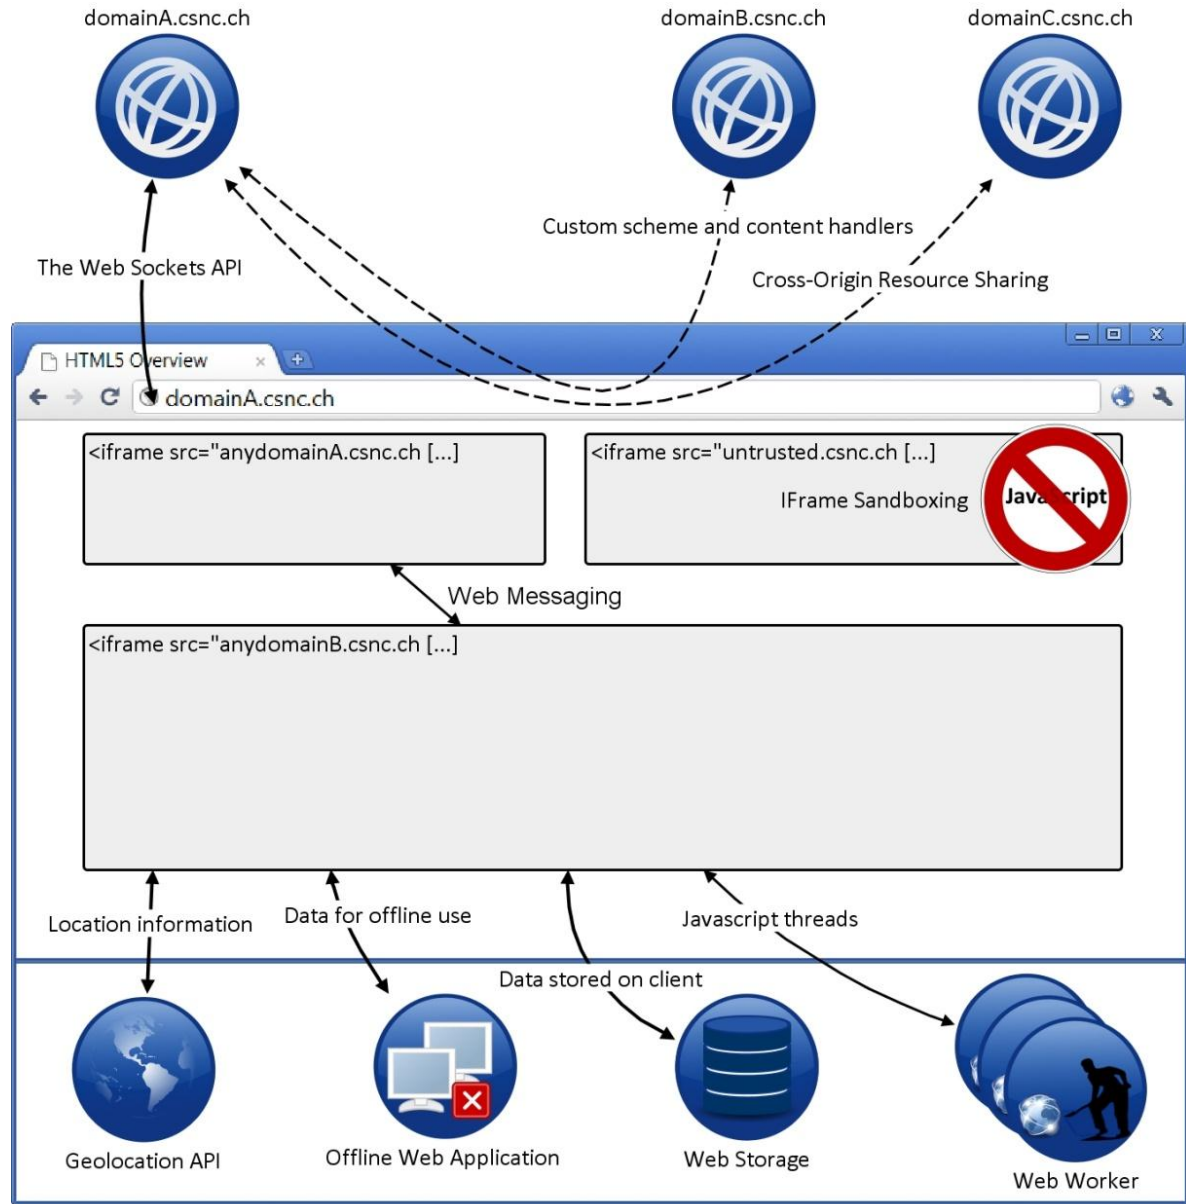 domainA.csnc.ch
domainB.csnc.ch
domainC.csnc.ch
Custom scheme and content handlers
The Web Sockets API
Cross-Origin Resource Sharing
HTML5 Overview
domainA.csnc.ch
<iframe src="anydomainA.csnc.ch [...]
<iframe src="untrusted.csnc.ch [...]
IFrame Sandboxing
JavaScript
Web Messaging
<iframe src="anydomainB.csnc.ch [...]
Location information
Data for offline use
Javascript threads
Data stored on client
Geolocation API
Offline Web Application
Web Storage
Web Worker